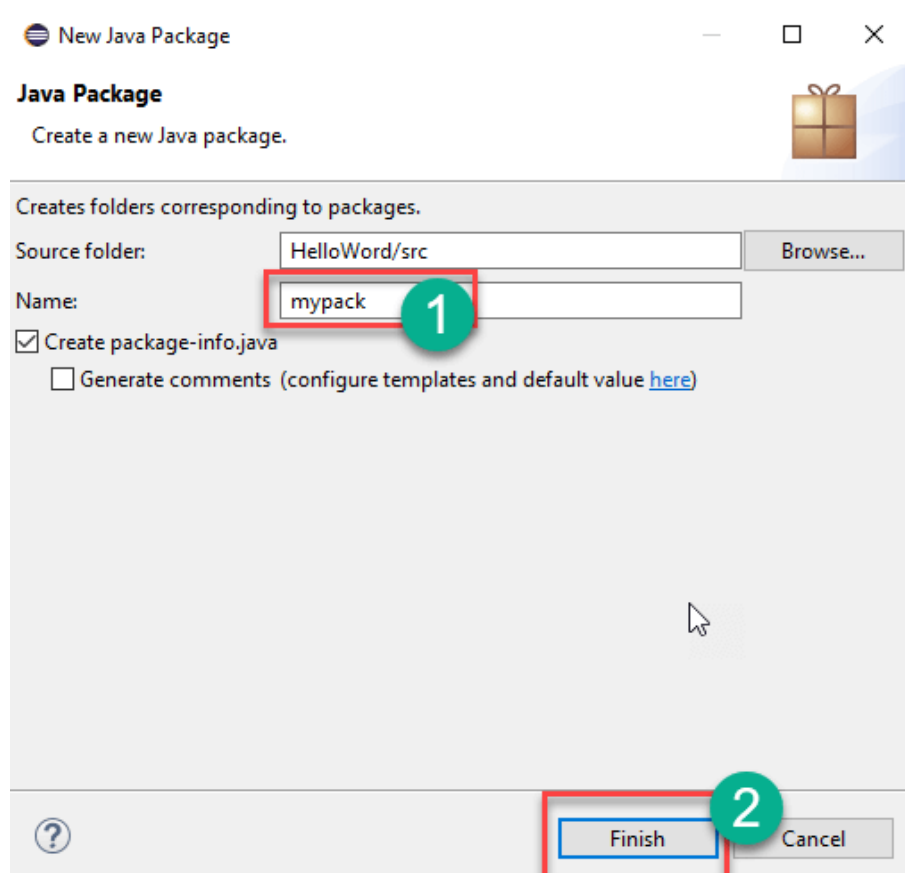 New Java Package
Java Package
Create a new Java package.
Creates folders corresponding to packages.
Source folder: HelloWord/src Browse...
Name: mypack 1
Create package-info.java
Generate comments (configure templates and default value here)
? Finish 2 Cancel